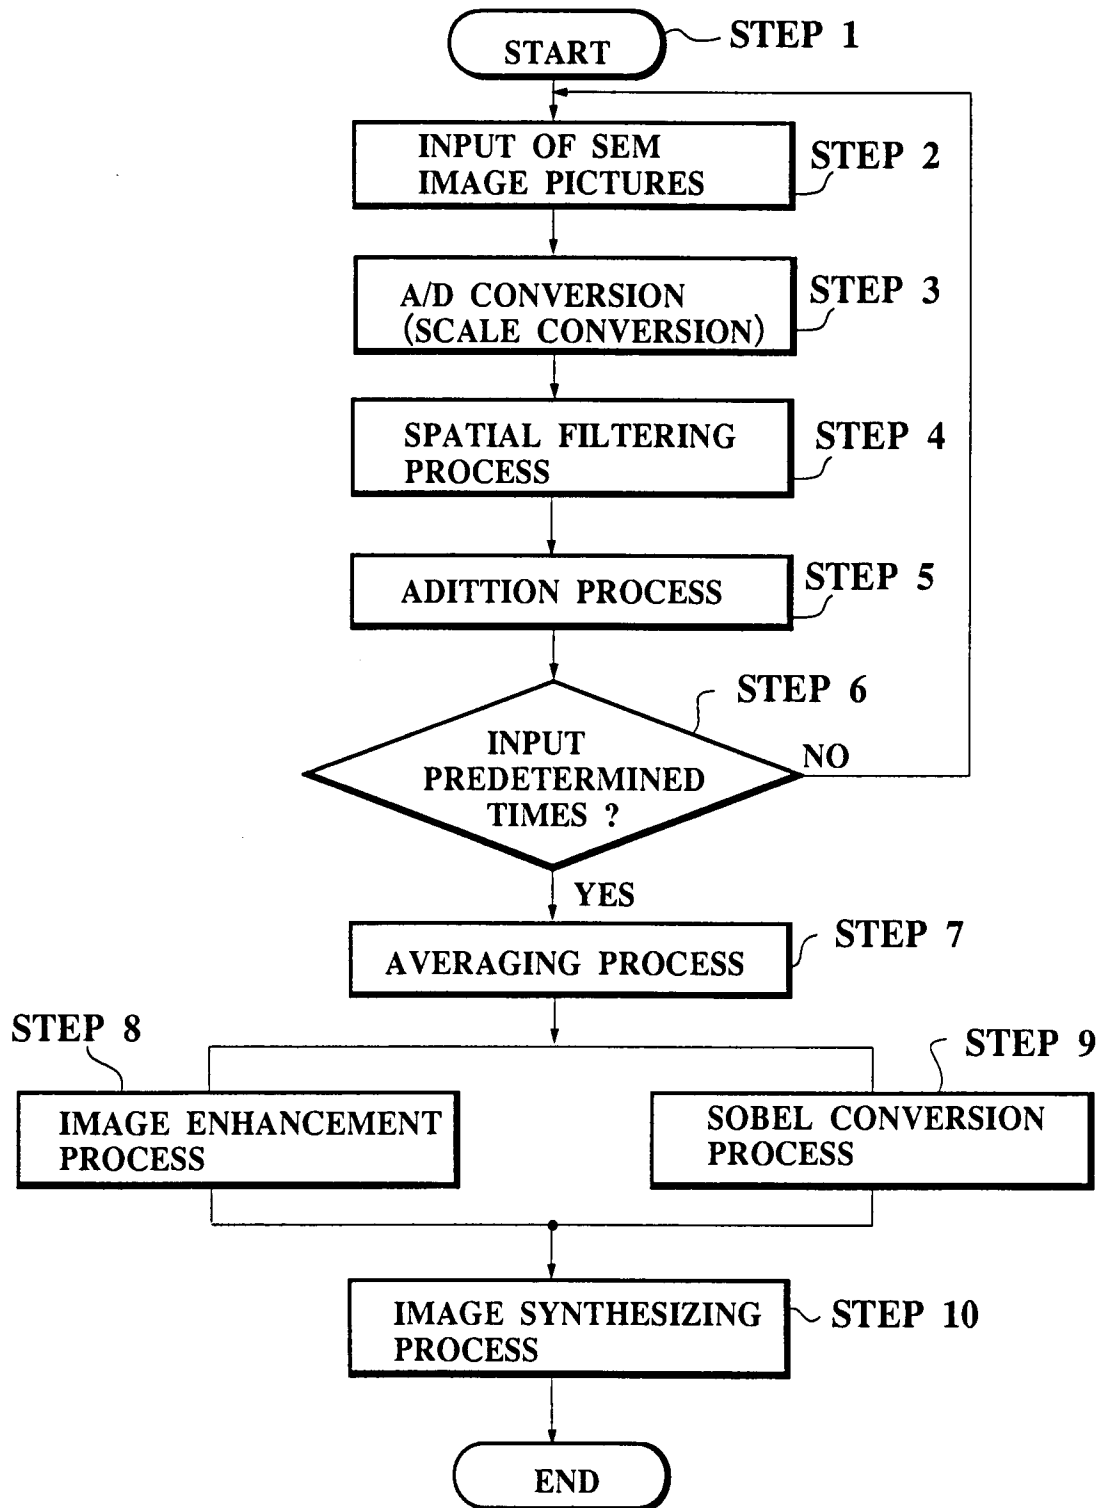 START
STEP 1
INPUT OF SEM
IMAGE PICTURES
STEP 2
A/D CONVERSION
(SCALE CONVERSION)
STEP 3
SPATIAL FILTERING
PROCESS
STEP 4
ADITTION PROCESS
STEP 5
STEP 6
INPUT
PREDETERMINED
TIMES ?
NO
YES
AVERAGING PROCESS
STEP 7
STEP 8
IMAGE ENHANCEMENT
PROCESS
STEP 9
SOBEL CONVERSION
PROCESS
IMAGE SYNTHESIZING
PROCESS
STEP 10
END